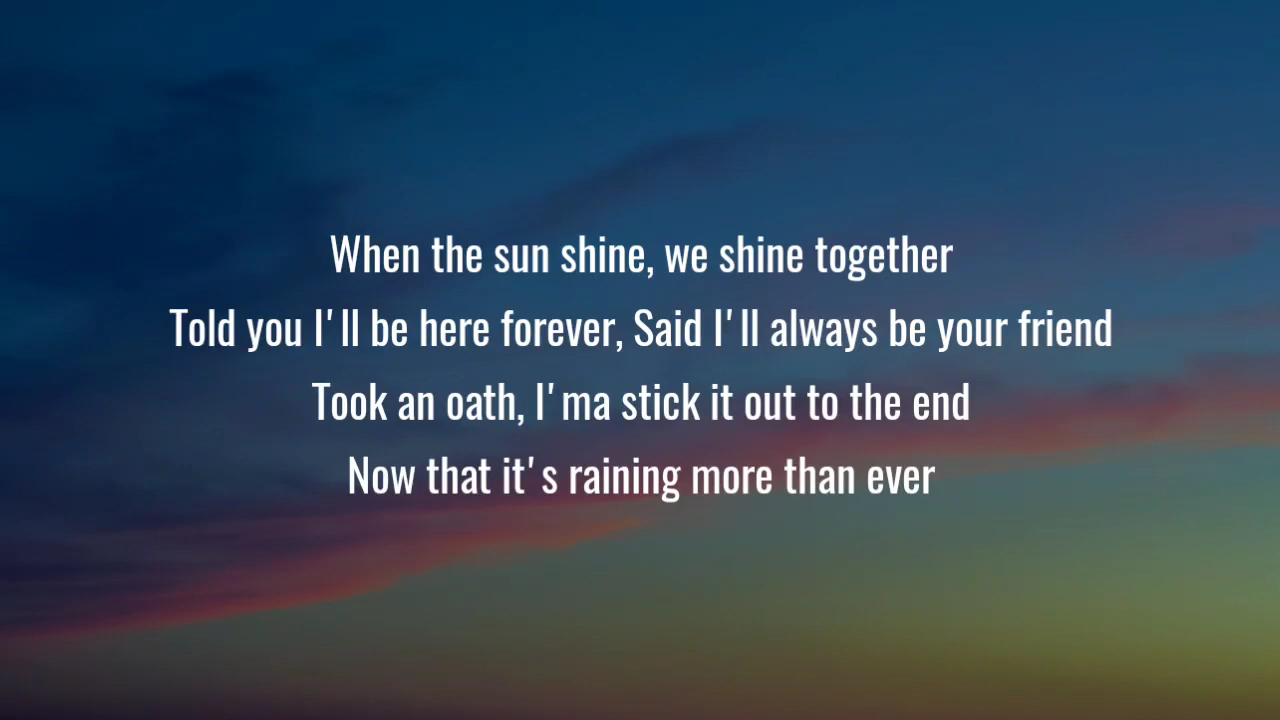 When the sun shine, we shine together
Told you I'll be here forever, Said I'll always be your friend
Took an oath, I'ma stick it out to the end
Now that it's raining more than ever